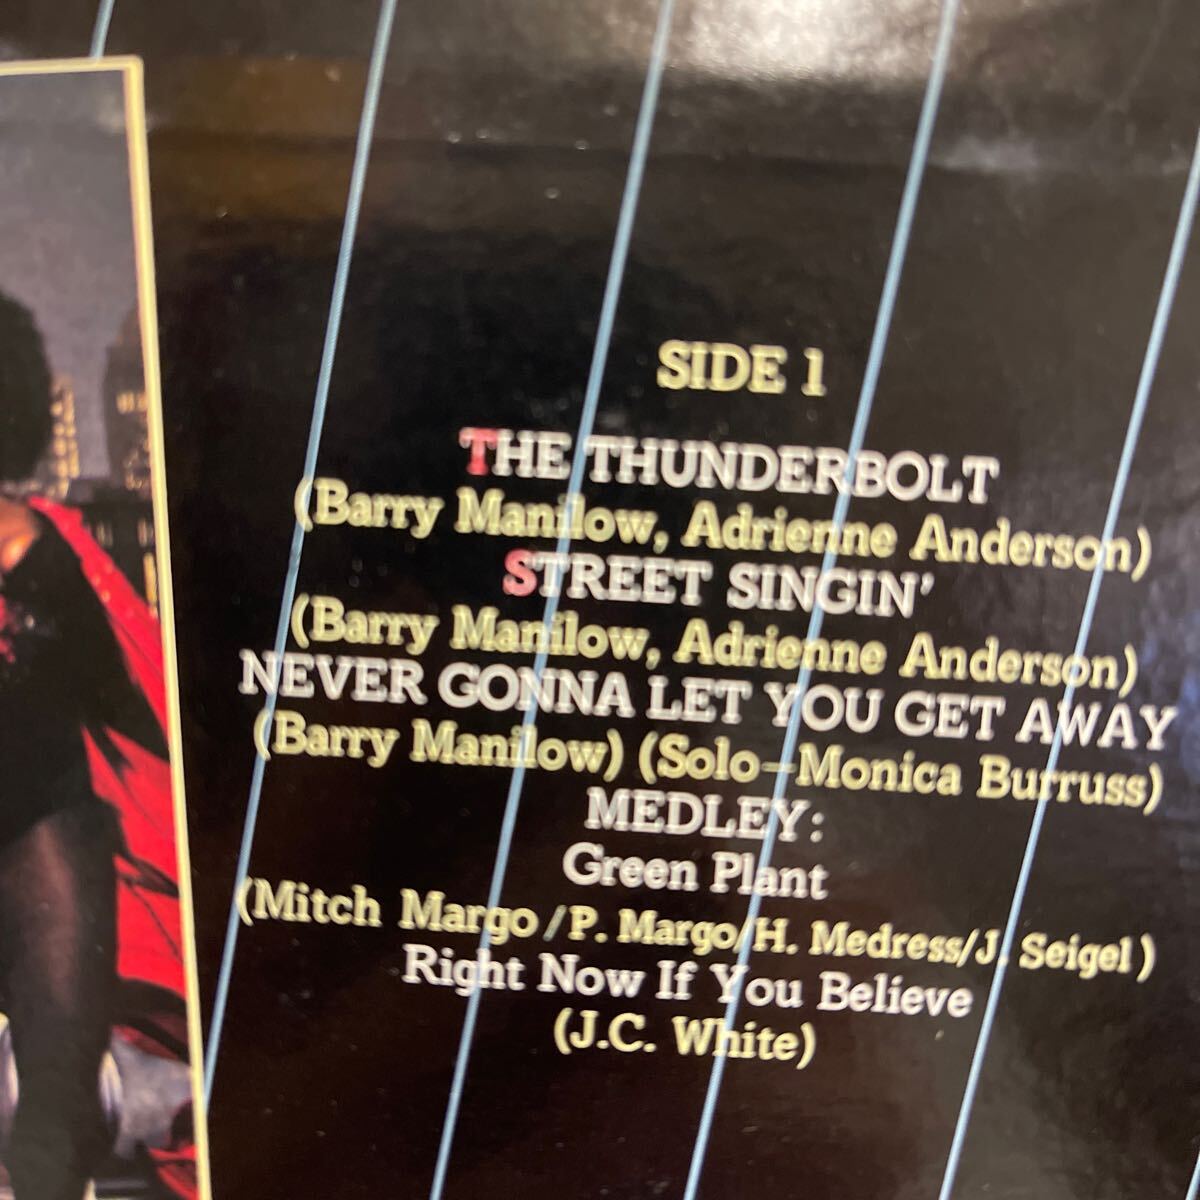 SIDE 1
THE THUNDERBOLT
(Barry Manilow, Adrienne Anderson)
STREET SINGIN'
(Barry Manilow, Adrienne Anderson)
NEVER GONNA LET YOU GET AWAY
(Barry Manilow) (Solo—Monica Burruss)
MEDLEY:
Green Plant
(Mitch Margo/P. Margo/H. Medress/J. Seigel)
Right Now If You Believe
(J.C. White)